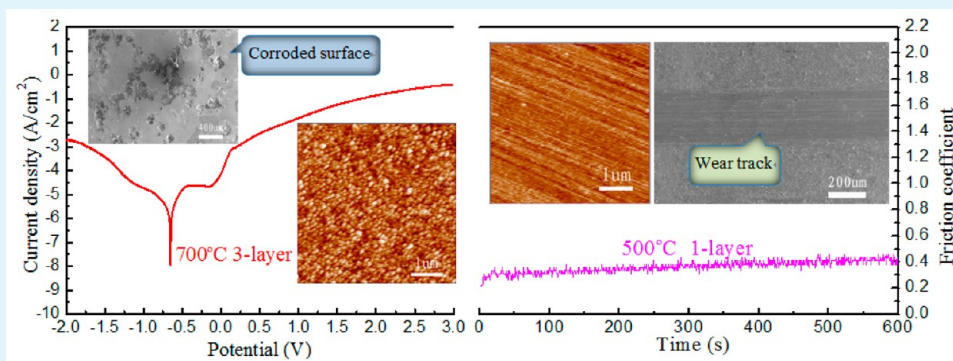 2
1
0
-1
-2
-3
-4
-5
-6
-7
-8
-9
-10
Current density (A/cm²)
Corroded surface
400um
1um
700°C 3-layer
-2.0 -1.5 -1.0 -0.5 0.0 0.5 1.0 1.5 2.0 2.5 3.0
Potential (V)
1um
Wear track
200um
500°C 1-layer
0 100 200 300 400 500 600
Time (s)
2.2
2.0
1.8
1.6
1.4
1.2
1.0
0.8
0.6
0.4
0.2
0.0
Friction coefficient